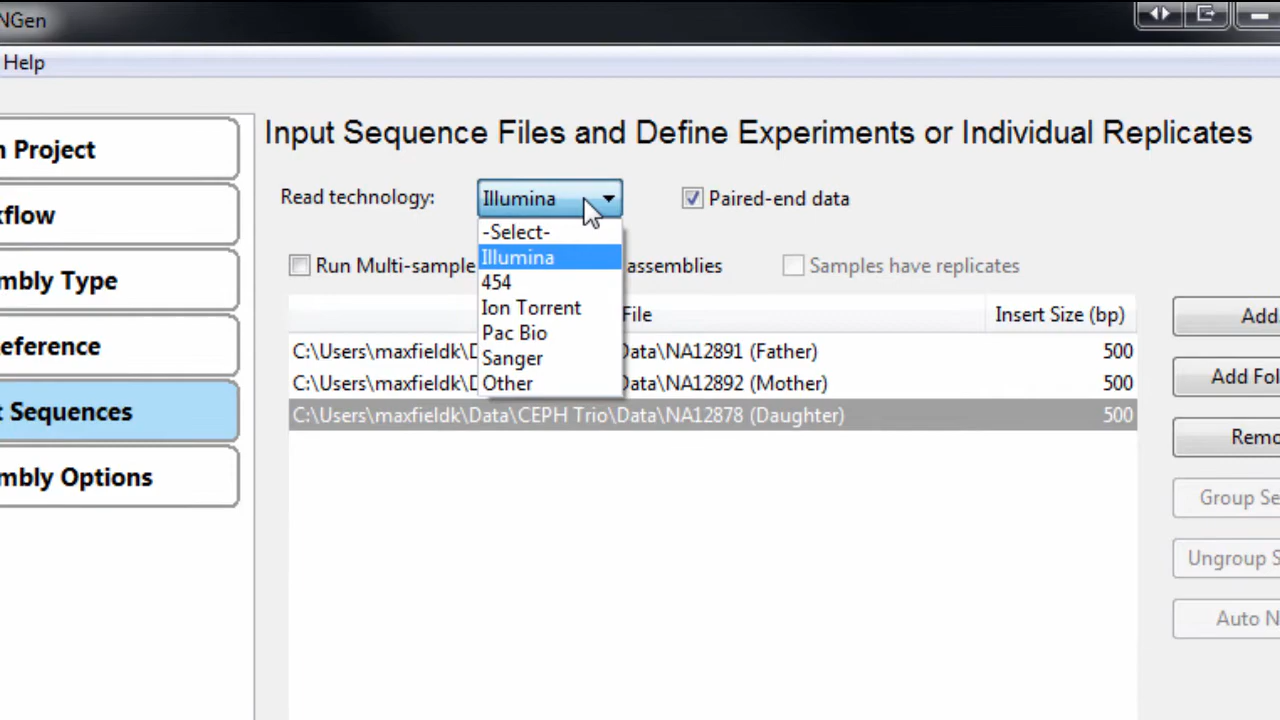 NGen
Help
Project
Input Sequence Files and Define Experiments or Individual Replicates
Read technology: Illumina Paired-end data
-Select-
Illumina
454
Ion Torrent
Pac Bio
Sanger
Other
flow
mbly Type
eference
Sequences
mbly Options
Run Multi-sample assemblies Samples have replicates
File Insert Size (bp)
C:\Users\maxfieldk\ Data\NA12891 (Father) 500
C:\Users\maxfieldk\ Data\NA12892 (Mother) 500
C:\Users\maxfieldk\Data\CEPH Trio\Data\NA12878 (Daughter) 500
Add
Add Fol
Remo
Group Se
Ungroup S
Auto N